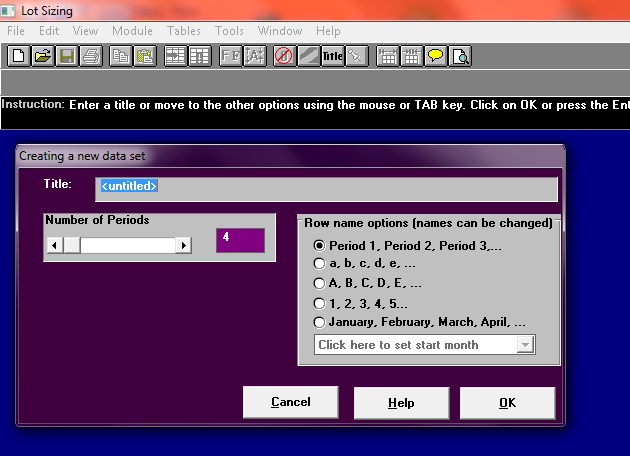 Lot Sizing
File Edit View Module Tables Tools Window Help
Title
Instruction: Enter a title or move to the other options using the mouse or TAB key. Click on OK or press the Ent
Creating a new data set
Title: <untitled>
Number of Periods
4
Row name options (names can be changed)
Period 1, Period 2, Period 3,...
a, b, c, d, e, ...
A, B, C, D, E, ...
1, 2, 3, 4, 5...
January, February, March, April, ...
Click here to set start month
Cancel Help OK